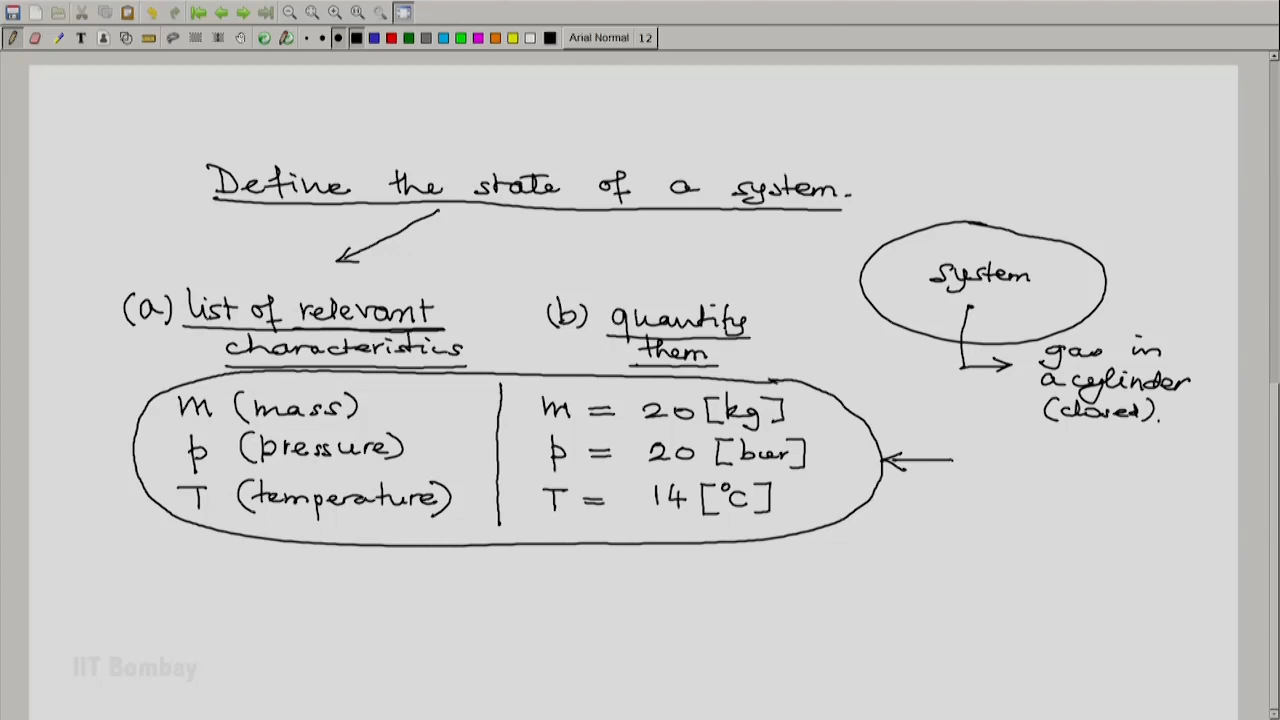 Arial Normal 12
Define the state of a system.
system
(a) list of relevant
characteristics
(b) quantify
them
gas in
a cylinder
(closed).
m (mass)
p (pressure)
T (temperature)
m = 20 [kg]
p = 20 [bar]
T = 14 [°C]
IIT Bombay